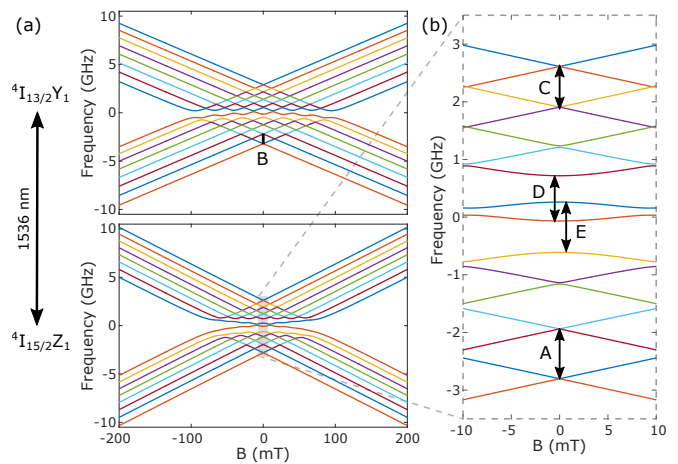 (a)
(b)
10
5
0
-5
-10
Frequency (GHz)
B
⁴I₁₃/₂Y₁
1536 nm
⁴I₁₅/₂Z₁
10
5
0
-5
-10
Frequency (GHz)
-200
-100
0
100
200
B (mT)
3
2
1
0
-1
-2
-3
Frequency (GHz)
C
D
E
A
-10
-5
0
5
10
B (mT)